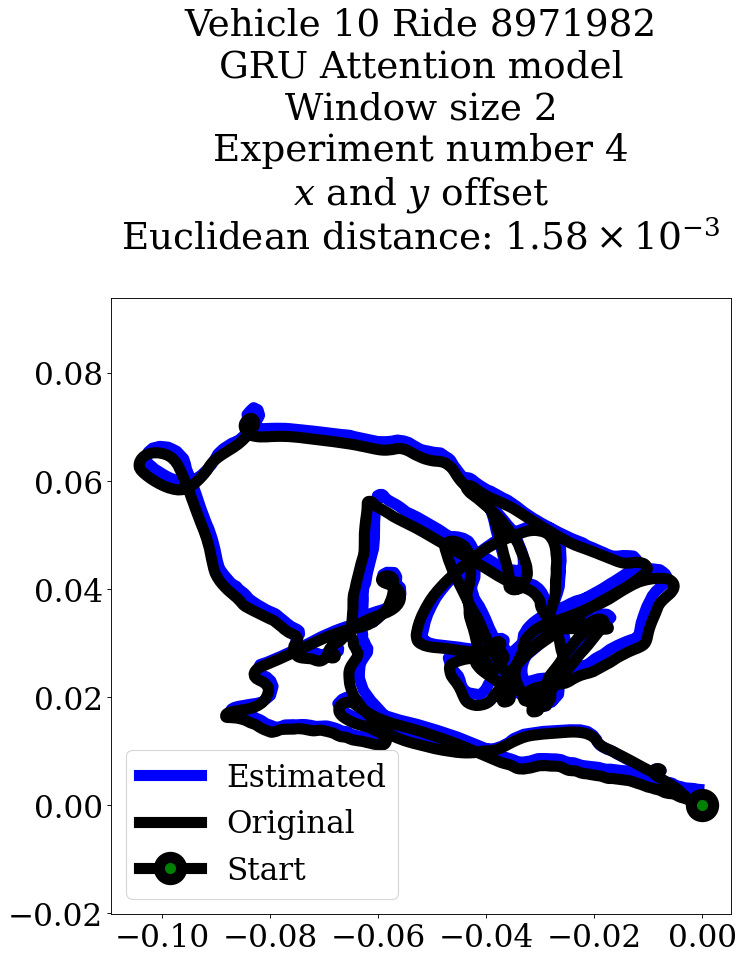 Vehicle 10 Ride 8971982
GRU Attention model
Window size 2
Experiment number 4
x and y offset
Euclidean distance: 1.58 × 10⁻³
0.08
0.06
0.04
0.02
0.00
−0.02
Estimated
Original
Start
−0.10 −0.08 −0.06 −0.04 −0.02 0.00